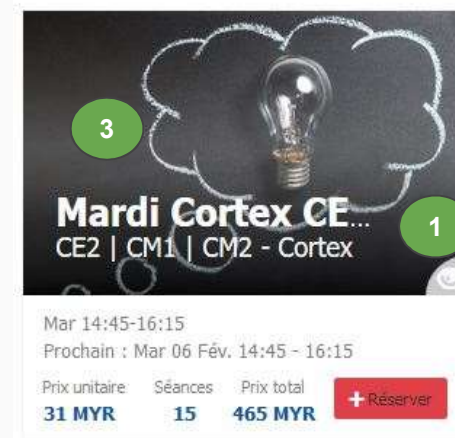 3
Mardi Cortex CE...
1
CE2 | CM1 | CM2 - Cortex
Mar 14:45-16:15
Prochain : Mar 06 Fév. 14:45 - 16:15
Prix unitaire Séances Prix total
31 MYR 15 465 MYR
+Réserver